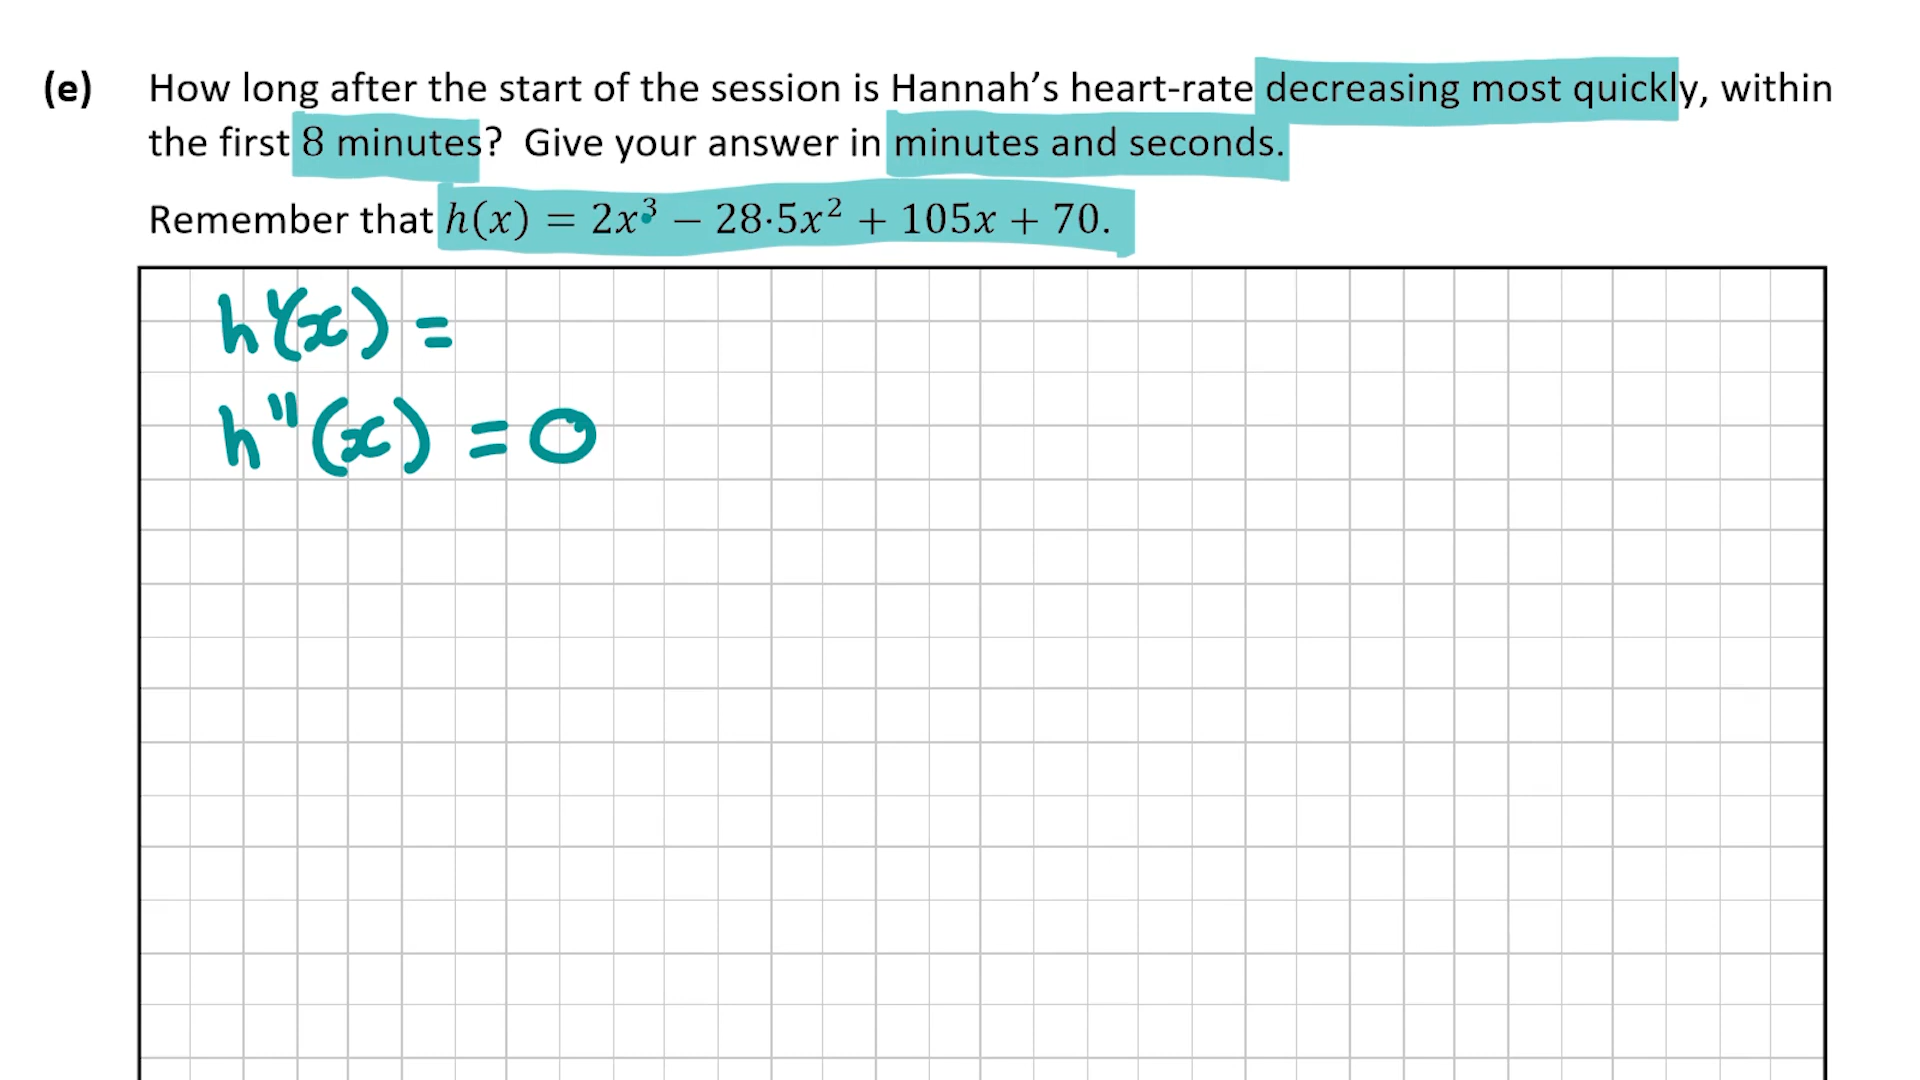 (e) How long after the start of the session is Hannah's heart-rate decreasing most quickly, within
the first 8 minutes? Give your answer in minutes and seconds.
Remember that h(x) = 2x³ − 28·5x² + 105x + 70.
h'(x) =
h''(x) = 0